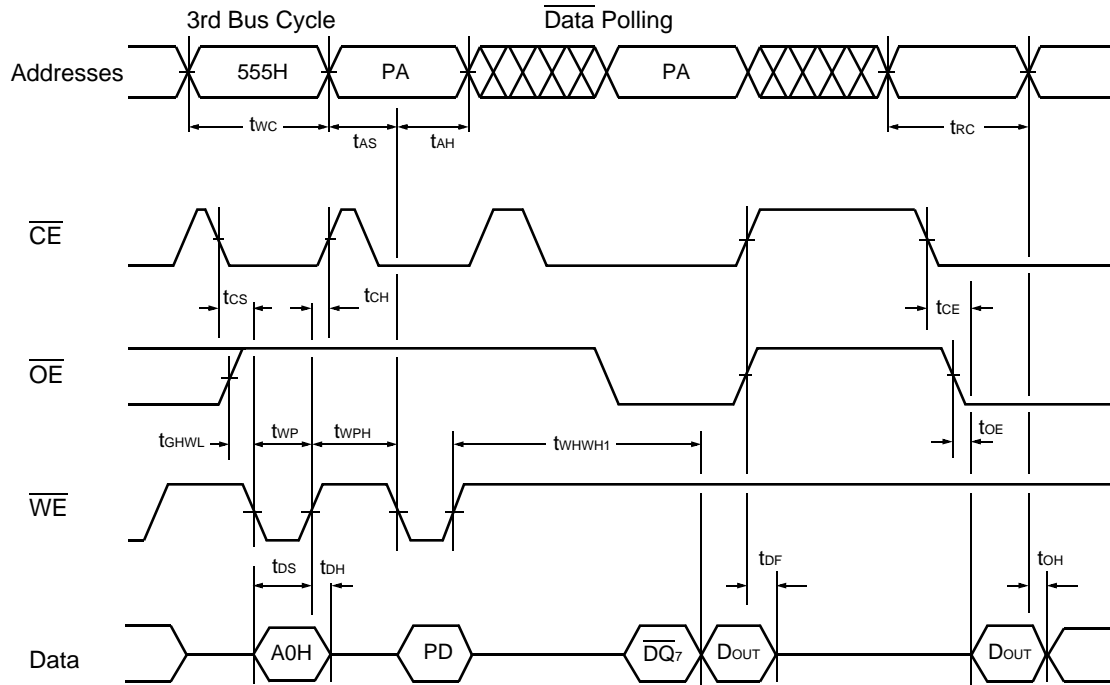 3rd Bus Cycle
Data Polling
Addresses
555H
PA
PA
tWC
tAS
tAH
tRC
CE
tCS
tCH
tCE
OE
tGHWL
tWP
tWPH
tWHWH1
tOE
WE
tDS
tDH
tDF
tOH
Data
A0H
PD
DQ7
DOUT
DOUT